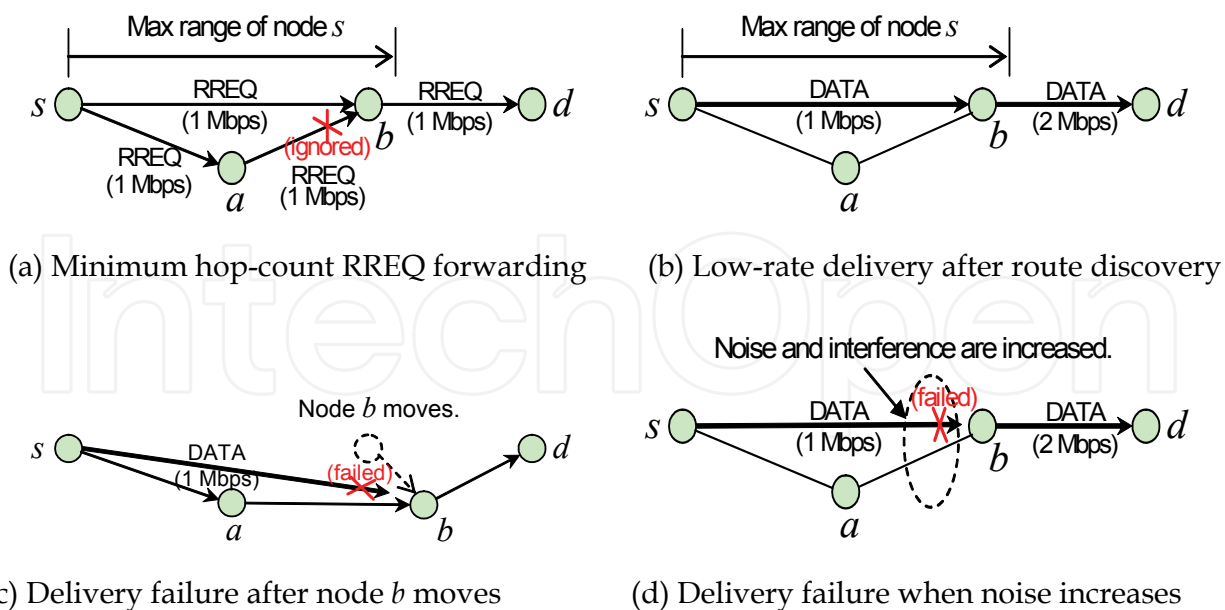 Max range of node s
RREQ
(1 Mbps)
RREQ
(1 Mbps)
s
b
d
(ignored)
RREQ
(1 Mbps)
RREQ
(1 Mbps)
a
(a) Minimum hop-count RREQ forwarding
Max range of node s
DATA
(1 Mbps)
DATA
(2 Mbps)
s
b
d
a
(b) Low-rate delivery after route discovery
IntechOpen
Node b moves.
s
DATA
(1 Mbps)
(failed)
d
a
b
c) Delivery failure after node b moves
Noise and interference are increased.
(failed)
DATA
(1 Mbps)
DATA
(2 Mbps)
s
b
d
a
(d) Delivery failure when noise increases